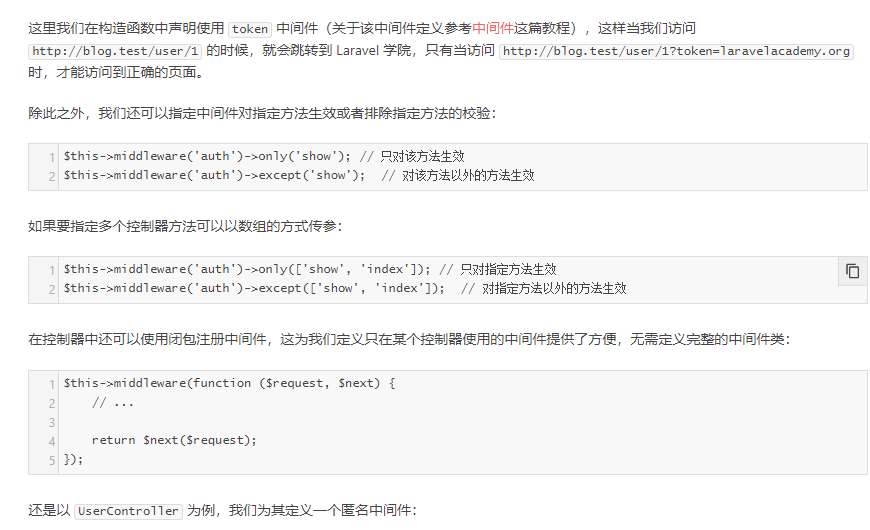 这里我们在构造函数中声明使用 token 中间件（关于该中间件定义参考中间件这篇教程），这样当我们访问
http://blog.test/user/1 的时候，就会跳转到 Laravel 学院，只有当访问 http://blog.test/user/1?token=laravelacademy.org
时，才能访问到正确的页面。
除此之外，我们还可以指定中间件对指定方法生效或者排除指定方法的校验：
1 $this->middleware('auth')->only('show'); // 只对该方法生效
2 $this->middleware('auth')->except('show');  // 对该方法以外的方法生效
如果要指定多个控制器方法可以以数组的方式传参：
1 $this->middleware('auth')->only(['show', 'index']); // 只对指定方法生效
2 $this->middleware('auth')->except(['show', 'index']);  // 对指定方法以外的方法生效
在控制器中还可以使用闭包注册中间件，这为我们定义只在某个控制器使用的中间件提供了方便，无需定义完整的中间件类：
1 $this->middleware(function ($request, $next) {
2     // ...
3
4     return $next($request);
5 });
还是以 UserController 为例，我们为其定义一个匿名中间件：